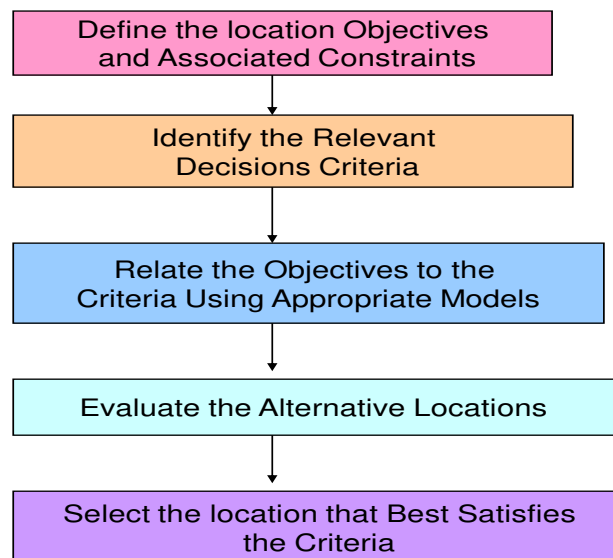 Define the location Objectives
and Associated Constraints
Identify the Relevant
Decisions Criteria
Relate the Objectives to the
Criteria Using Appropriate Models
Evaluate the Alternative Locations
Select the location that Best Satisfies
the Criteria